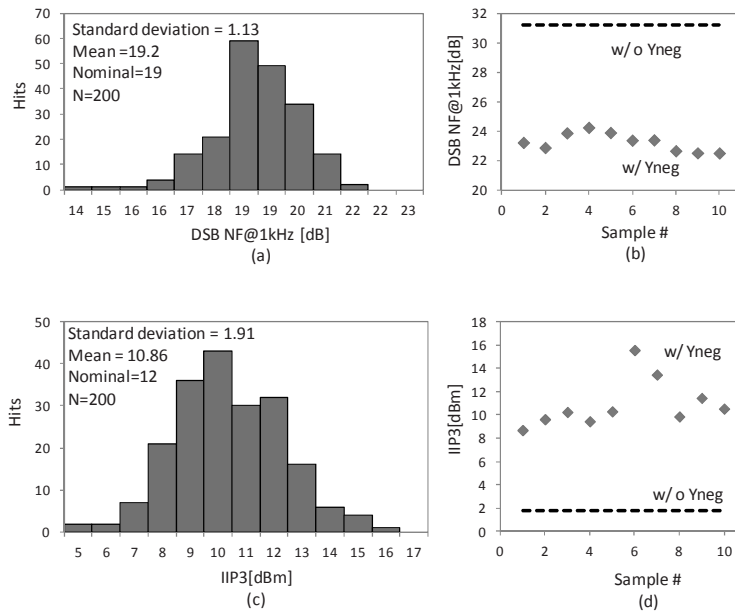 Standard deviation = 1.13
Mean =19.2
Nominal=19
N=200
Hits
70
60
50
40
30
20
10
0
14 15 16 16 17 18 19 19 20 21 22 22 23
DSB NF@1kHz [dB]
(a)
DSB NF@1kHz[dB]
32
30
28
26
24
22
20
w/o Yneg
w/ Yneg
0 2 4 6 8 10
Sample #
(b)
Standard deviation = 1.91
Mean = 10.86
Nominal=12
N=200
Hits
50
40
30
20
10
0
5 6 7 8 9 10 11 12 13 14 15 16 17
IIP3[dBm]
(c)
IIP3[dBm]
18
16
14
12
10
8
6
4
2
0
w/ Yneg
w/o Yneg
0 2 4 6 8 10
Sample #
(d)